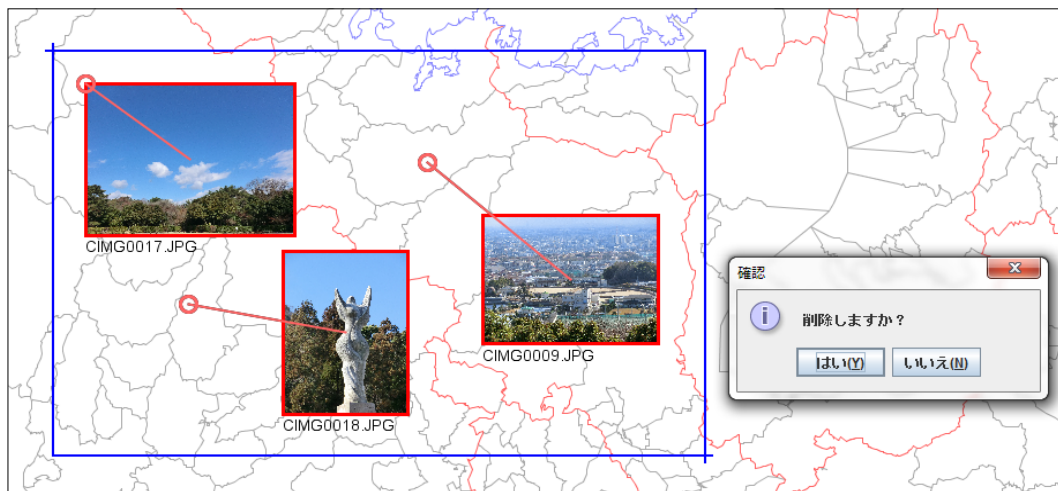 CIMG0017.JPG
CIMG0018.JPG
CIMG0009.JPG
確認
削除しますか？
はい(Y)
いいえ(N)